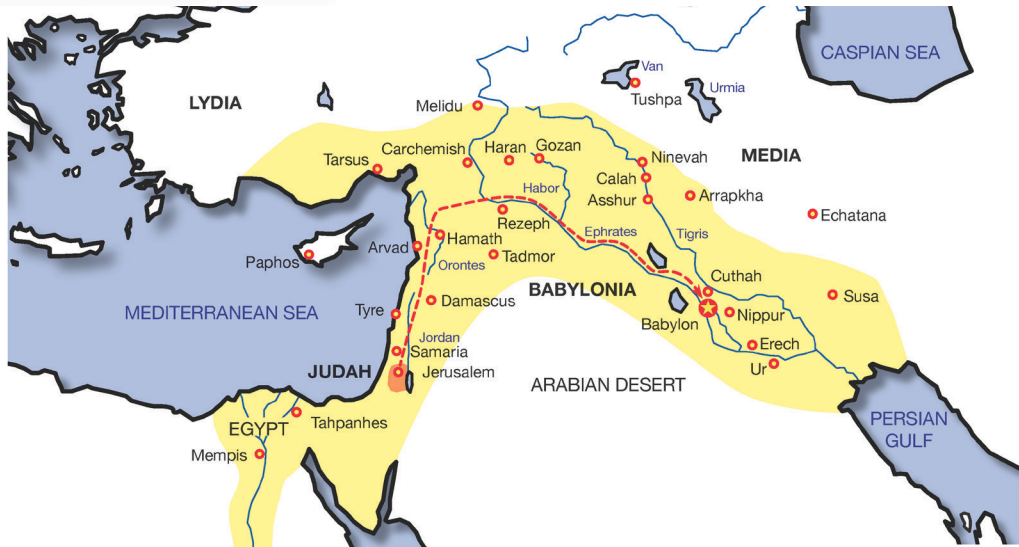 CASPIAN SEA
Van
Urmia
Tushpa
LYDIA
Melidu
Carchemish
Haran
Gozan
Tarsus
Ninevah
MEDIA
Calah
Arrapkha
Habor
Asshur
Rezeph
Echatana
Hamath
Ephrates
Tigris
Arvad
Tadmor
Paphos
Orontes
Cuthah
BABYLONIA
Susa
Damascus
MEDITERRANEAN SEA
Tyre
Babylon
Nippur
Jordan
Samaria
Erech
JUDAH
Jerusalem
Ur
ARABIAN DESERT
Tahpanhes
EGYPT
PERSIAN
GULF
Mempis